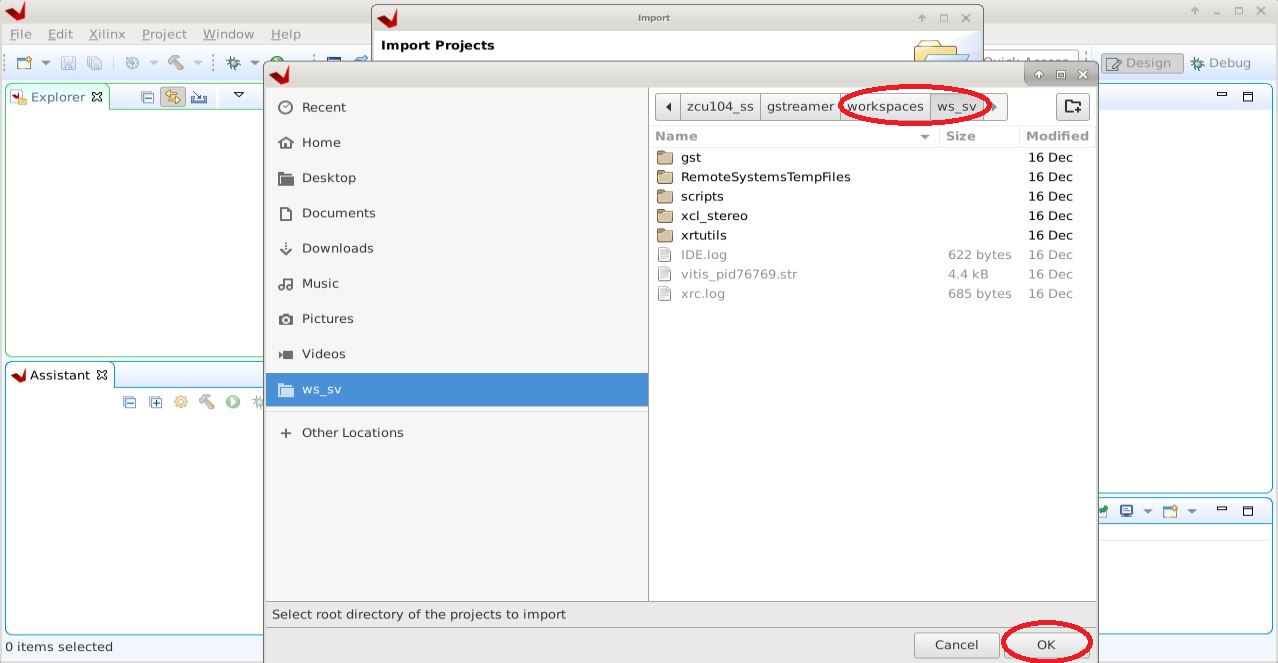 Import
File Edit Xilinx Project Window Help
Import Projects
Quick Access
Design
Debug
Explorer
Recent
Home
Desktop
Documents
Downloads
Music
Pictures
Videos
ws_sv
Other Locations
zcu104_ss gstreamer workspaces ws_sv
Name Size Modified
gst 16 Dec
RemoteSystemsTempFiles 16 Dec
scripts 16 Dec
xcl_stereo 16 Dec
xrtutils 16 Dec
IDE.log 622 bytes 16 Dec
vitis_pid76769.str 4.4 kB 16 Dec
xrc.log 685 bytes 16 Dec
Assistant
Select root directory of the projects to import
0 items selected
Cancel OK